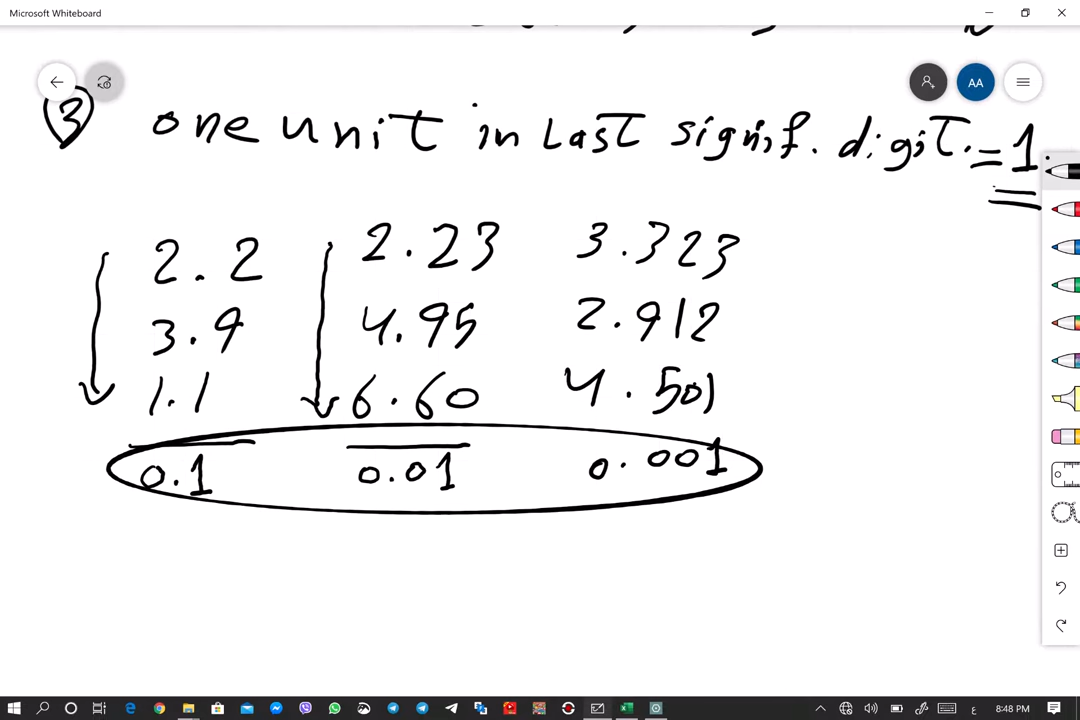 Microsoft Whiteboard
AA
3 one unit in Last signif. digit. = 1
2.2 2.23 3.323
3.9 4.95 2.912
1.1 6.60 4.501
0.1 0.01 0.001
ع 8:48 PM